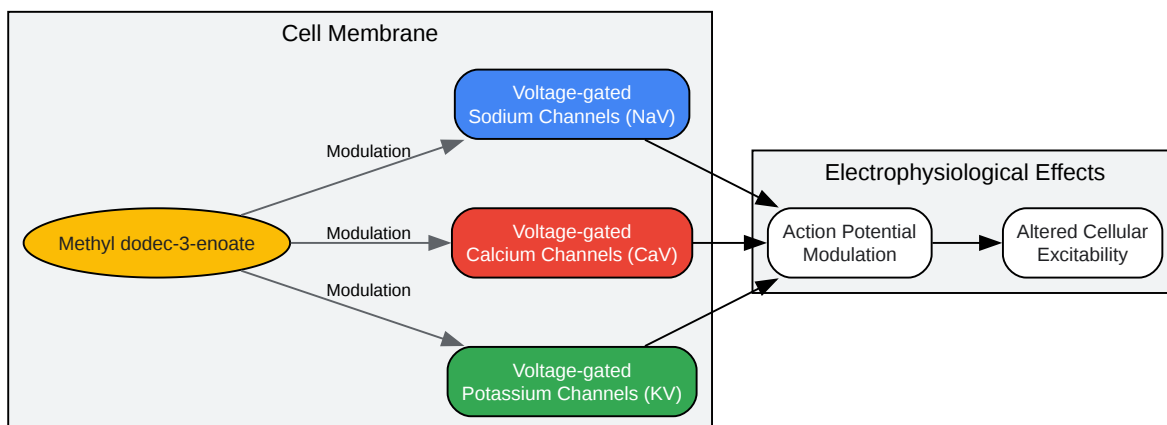 Cell Membrane
Voltage-gated
Sodium Channels (NaV)
Modulation
Electrophysiological Effects
Methyl dodec-3-enoate
Modulation
Voltage-gated
Calcium Channels (CaV)
Action Potential
Modulation
Altered Cellular
Excitability
Modulation
Voltage-gated
Potassium Channels (KV)